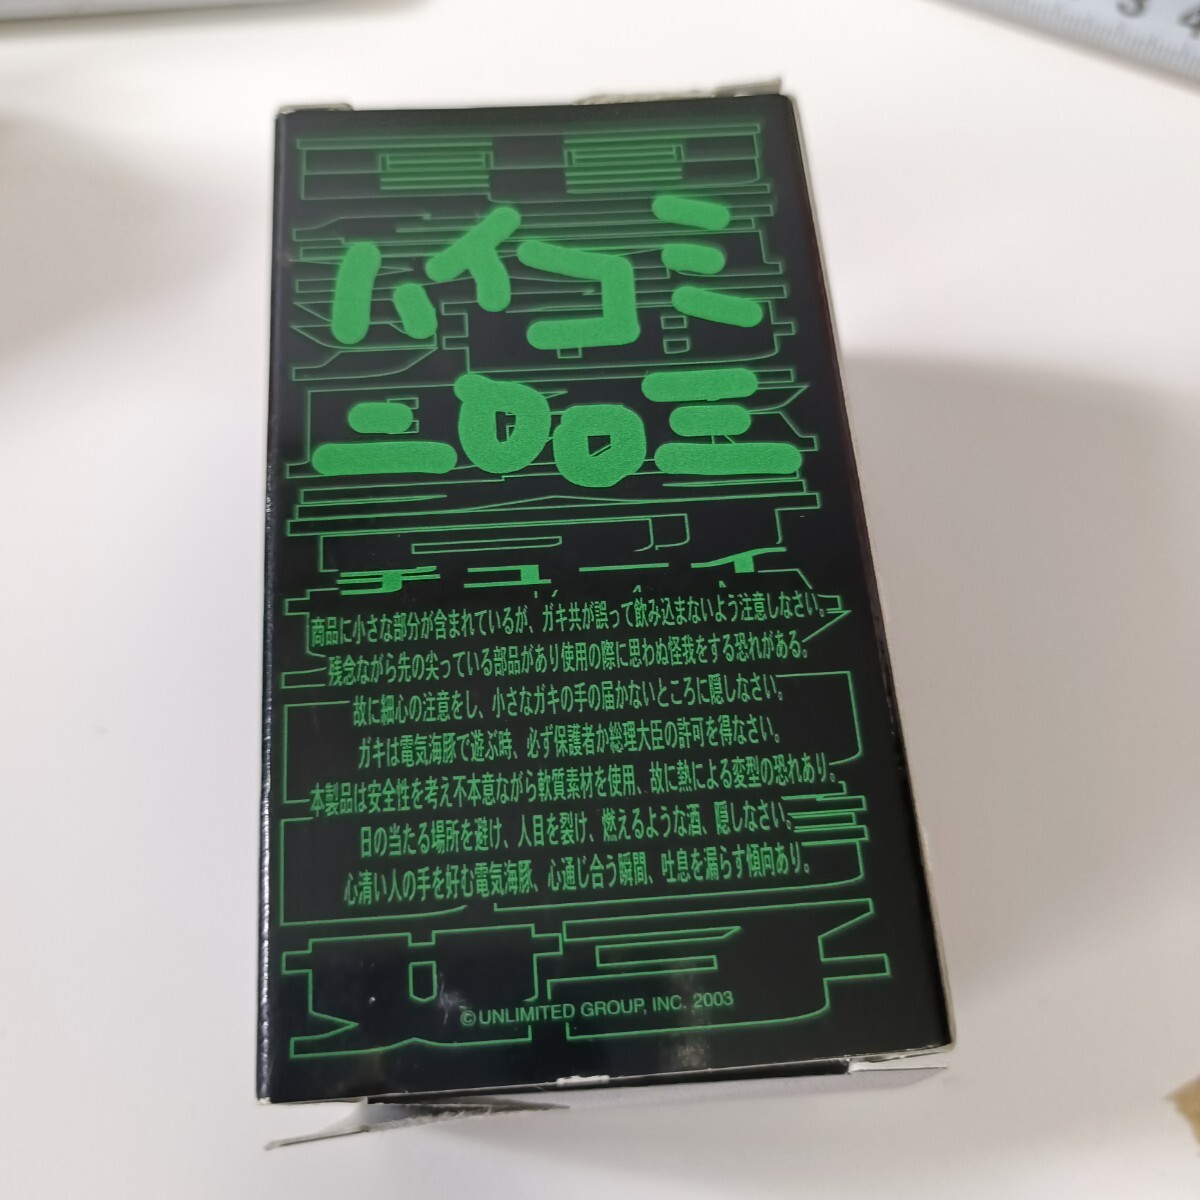 ハイコミ
ニロロミ
チューイ
商品に小さな部分が含まれているが、ガキ共が誤って飲み込まないよう注意しなさい。
残念ながら先の尖っている部品があり使用の際に思わぬ怪我をする恐れがある。
故に細心の注意をし、小さなガキの手の届かないところに隠しなさい。
ガキは電気海豚で遊ぶ時、必ず保護者か総理大臣の許可を得なさい。
本製品は安全性を考え不本意ながら軟質素材を使用、故に熱による変型の恐れあり。
日の当たる場所を避け、人目を裂け、燃えるような酒、隠しなさい。
心清い人の手を好む電気海豚、心通じ合う瞬間、吐息を漏らす傾向あり。
©UNLIMITED GROUP, INC. 2003
3 4